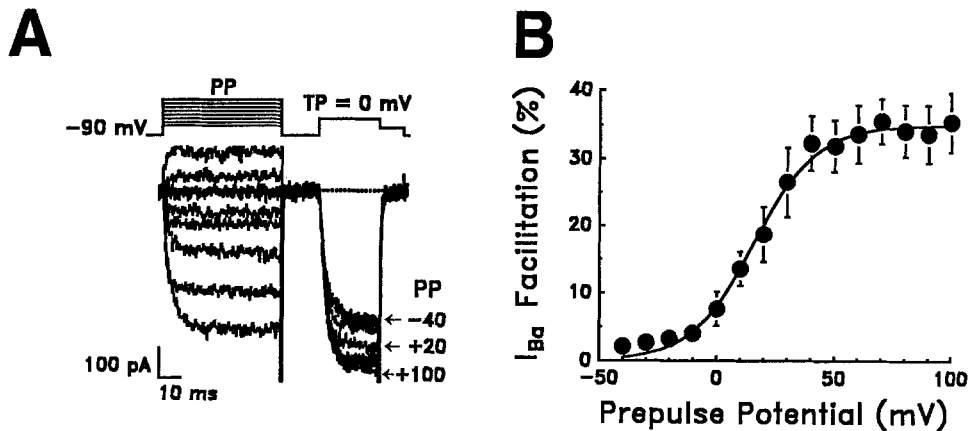 A
PP
TP = 0 mV
-90 mV
PP
← -40
← +20
←+100
100 pA
10 ms
B
I_Ba Facilitation (%)
40
30
20
10
0
-50
0
50
100
Prepulse Potential (mV)